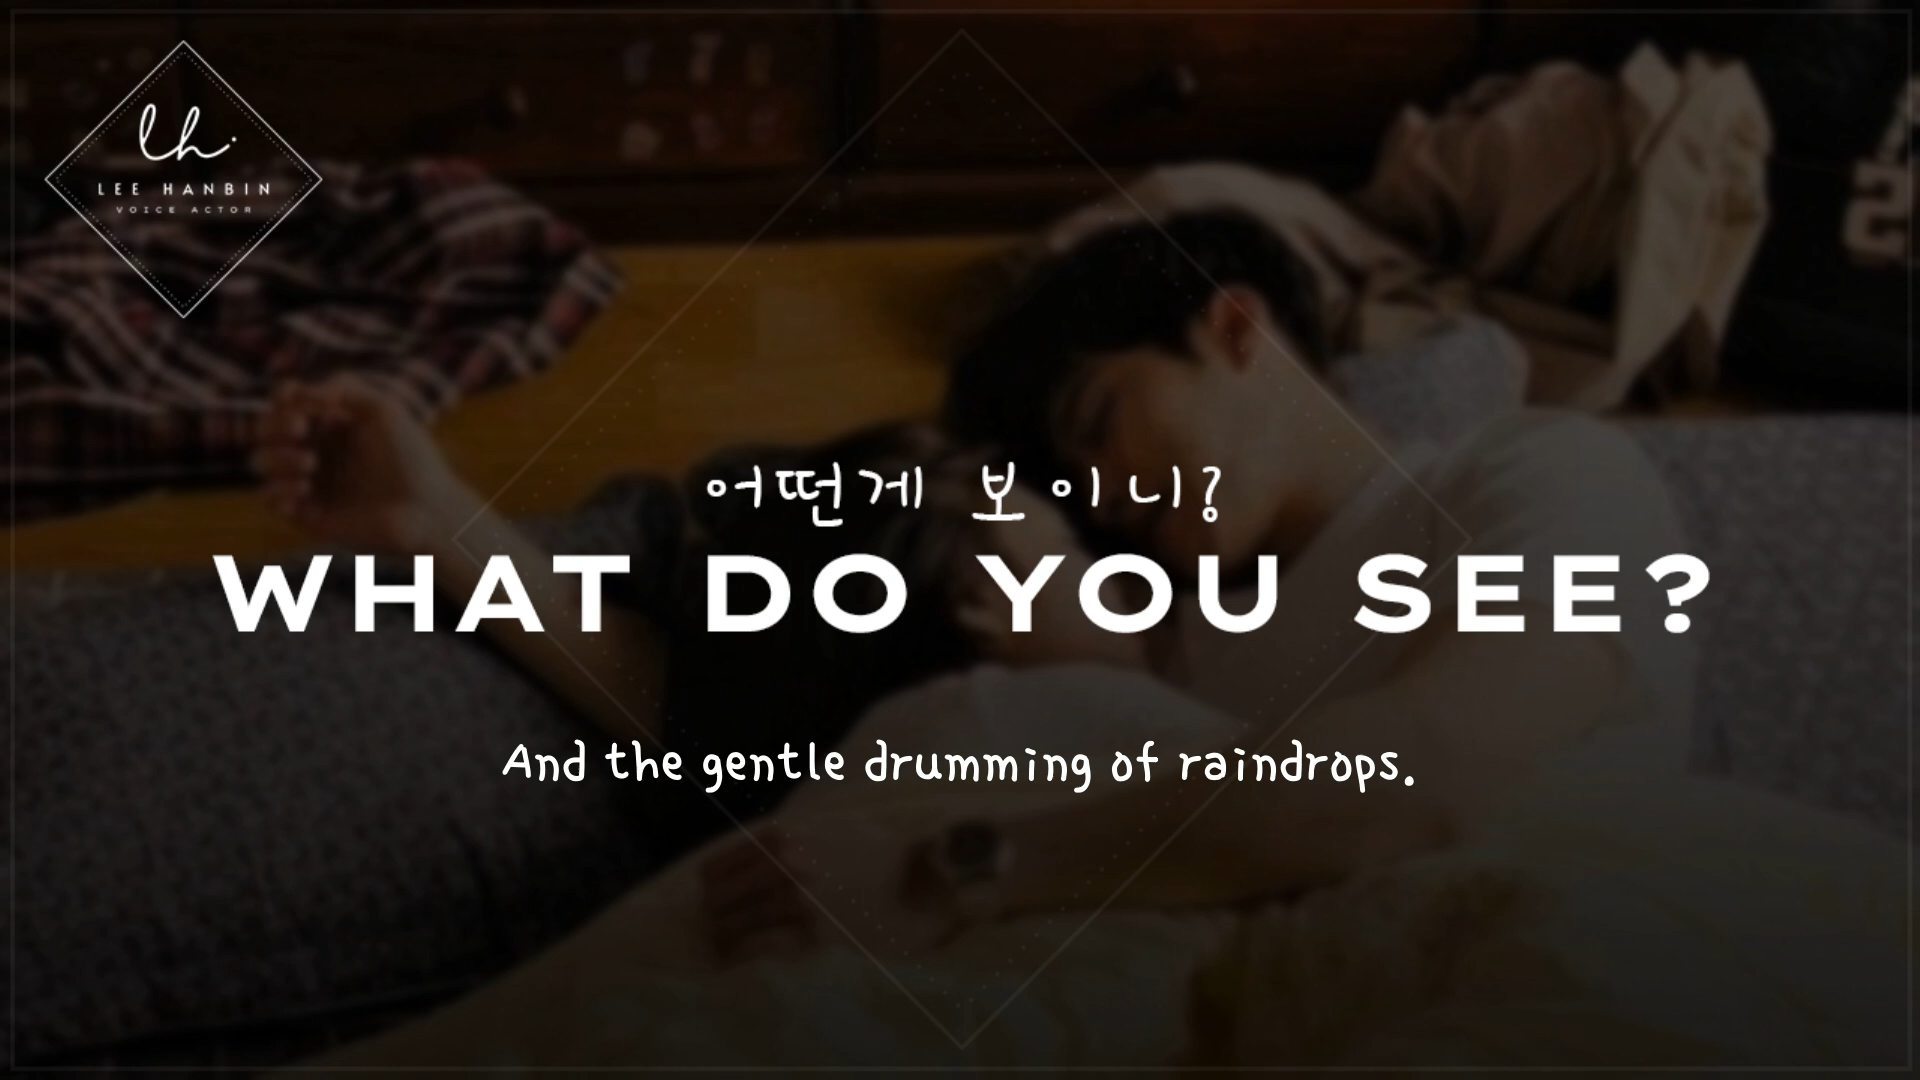 lh.
LEE HANBIN
VOICE ACTOR
2
어떤게 보이니?
WHAT DO YOU SEE?
And the gentle drumming of raindrops.